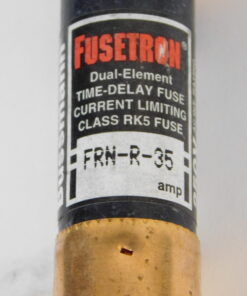 FUSETRON®
Dual-Element
TIME-DELAY FUSE
CURRENT LIMITING
CLASS RK5 FUSE
FRN-R-35
amp